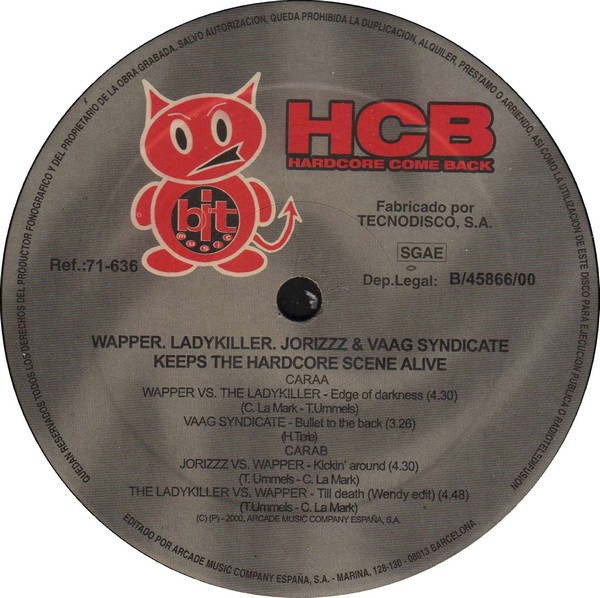 QUEDAN RESERVADOS TODOS LOS DERECHOS DEL PRODUCTOR FONOGRAFICO Y DEL PROPIETARIO DE LA OBRA GRABADA. SALVO AUTORIZACION, QUEDA PROHIBIDA LA DUPLICACION, ALQUILER, PRESTAMO O ARRIENDO, ASI COMO LA UTILIZACION DE ESTE DISCO PARA EJECUCION PUBLICA O RADIOTELEDIFUSION
HCB
HARDCORE COME BACK
bit
music
Fabricado por
TECNODISCO, S.A.
SGAE
Ref.:71-636
Dep.Legal: B/45866/00
WAPPER. LADYKILLER. JORIZZZ & VAAG SYNDICATE
KEEPS THE HARDCORE SCENE ALIVE
CARAA
WAPPER VS. THE LADYKILLER - Edge of darkness (4.30)
(C. La Mark - T.Ummels)
VAAG SYNDICATE - Bullet to the back (3.26)
CARAB
JORIZZZ VS. WAPPER - Kickin' around (4.30)
(T. Ummels - C. La Mark)
THE LADYKILLER VS. WAPPER - Till death (Wendy edit) (4.48)
(T.Ummels - C. La Mark)
(C) (P) - 2000, ARCADE MUSIC COMPANY ESPAÑA, S.A.
EDITADO POR ARCADE MUSIC COMPANY ESPAÑA, S.A. - MARINA, 128-130 - 08013 BARCELONA